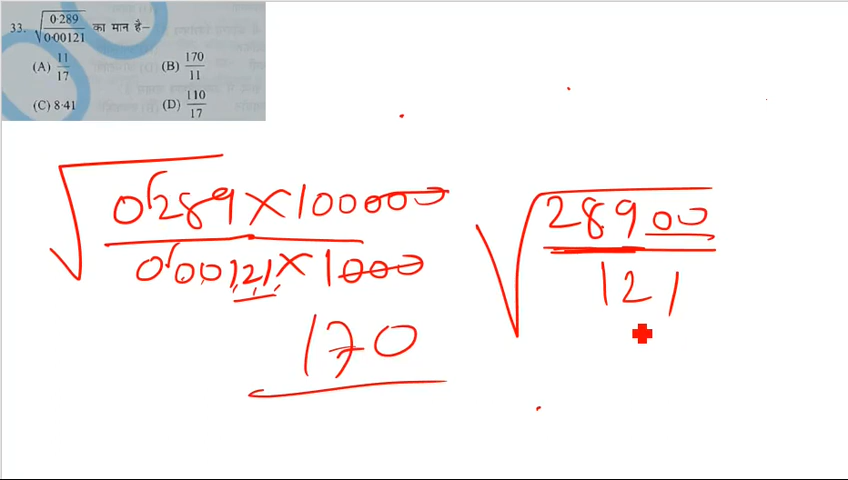 33. √(0·289/0·00121) का मान है–
(A) 11/17 (B) 170/11
(C) 8·41 (D) 110/17
√(0.289×100000/0.00121×1000)
√(28900/121)
170